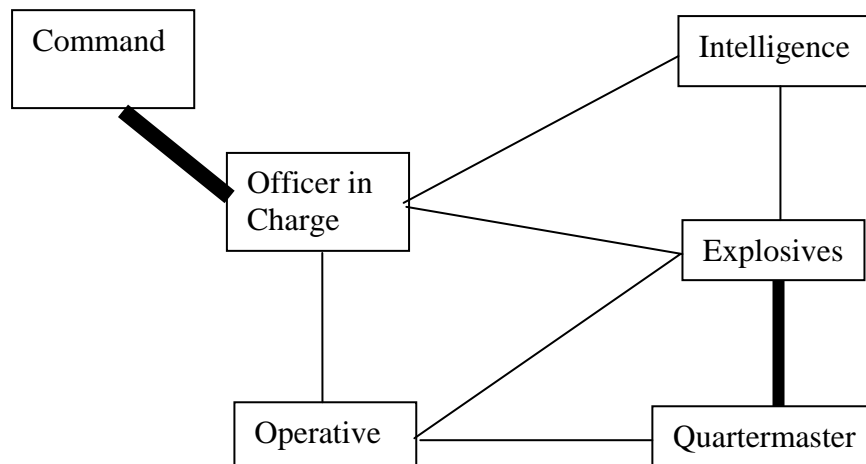 Command
Intelligence
Officer in
Charge
Explosives
Operative
Quartermaster